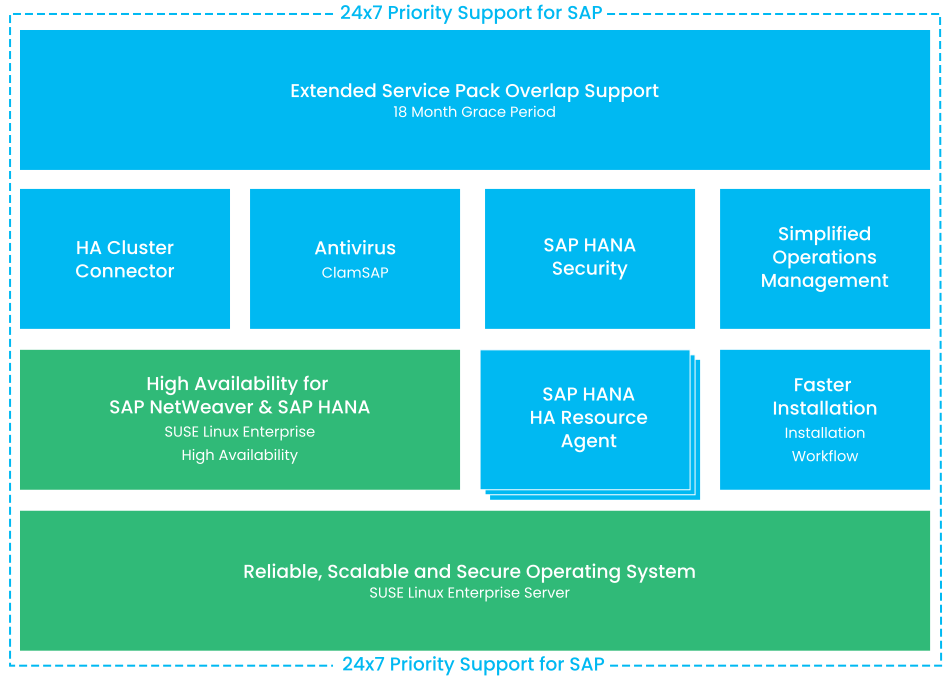 24x7 Priority Support for SAP
Extended Service Pack Overlap Support
18 Month Grace Period
HA Cluster
Connector
Antivirus
ClamSAP
SAP HANA
Security
Simplified
Operations
Management
High Availability for
SAP NetWeaver & SAP HANA
SUSE Linux Enterprise
High Availability
SAP HANA
HA Resource
Agent
Faster
Installation
Installation
Workflow
Reliable, Scalable and Secure Operating System
SUSE Linux Enterprise Server
24x7 Priority Support for SAP